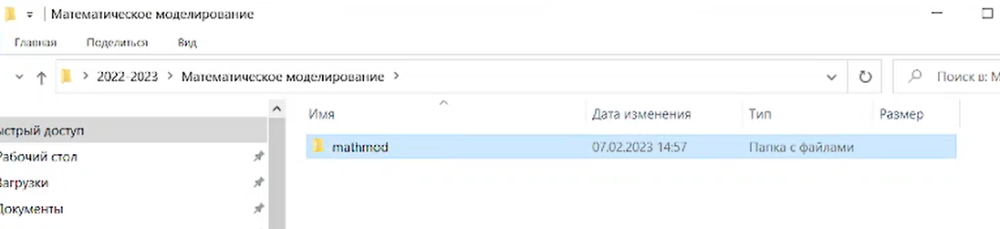 Математическое моделирование
Главная Поделиться Вид
2022-2023 Математическое моделирование Поиск в: М
Имя Дата изменения Тип Размер
ыстрый доступ
mathmod 07.02.2023 14:57 Папка с файлами
Рабочий стол
Загрузки
Документы